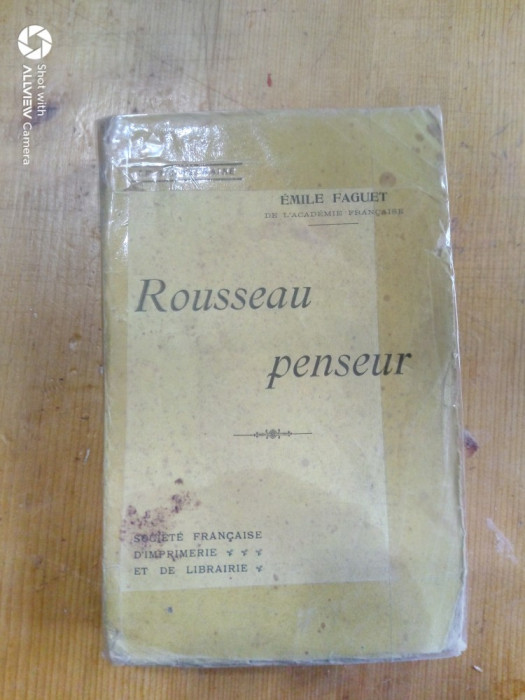 Shot with
ALLVIEW Camera
ÉMILE FAGUET
DE L'ACADÉMIE FRANÇAISE
Rousseau
penseur
SOCIÉTÉ FRANÇAISE
D'IMPRIMERIE
ET DE LIBRAIRIE